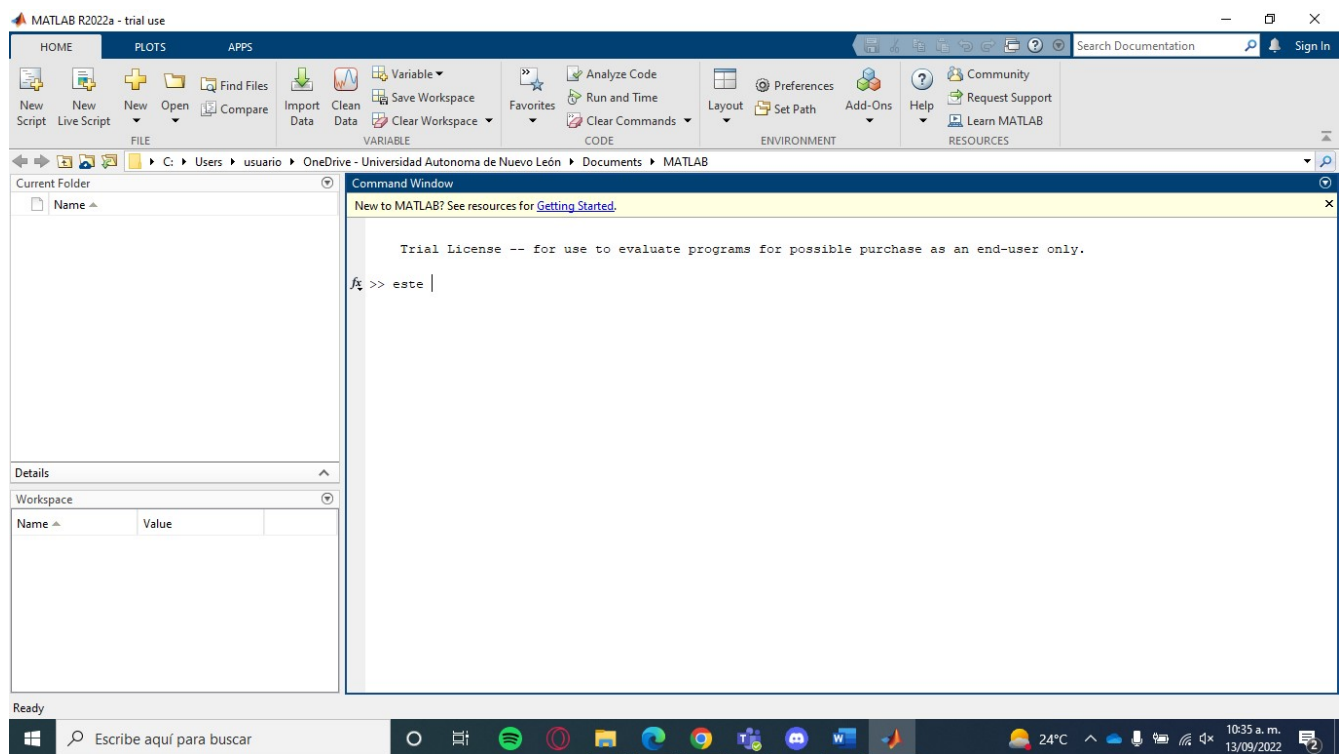 MATLAB R2022a - trial use
HOME PLOTS APPS
Search Documentation
Sign In
New Script
New Live Script
New
Open
Find Files
Compare
Import Data
Clean Data
Variable
Save Workspace
Clear Workspace
Favorites
Analyze Code
Run and Time
Clear Commands
Layout
Preferences
Set Path
Add-Ons
Help
Community
Request Support
Learn MATLAB
FILE VARIABLE CODE ENVIRONMENT RESOURCES
C: Users usuario OneDrive - Universidad Autonoma de Nuevo León Documents MATLAB
Current Folder
Name
Command Window
New to MATLAB? See resources for Getting Started.
Trial License -- for use to evaluate programs for possible purchase as an end-user only.
fx >> este
Details
Workspace
Name Value
Ready
Escribe aquí para buscar
24°C
10:35 a. m.
13/09/2022
2